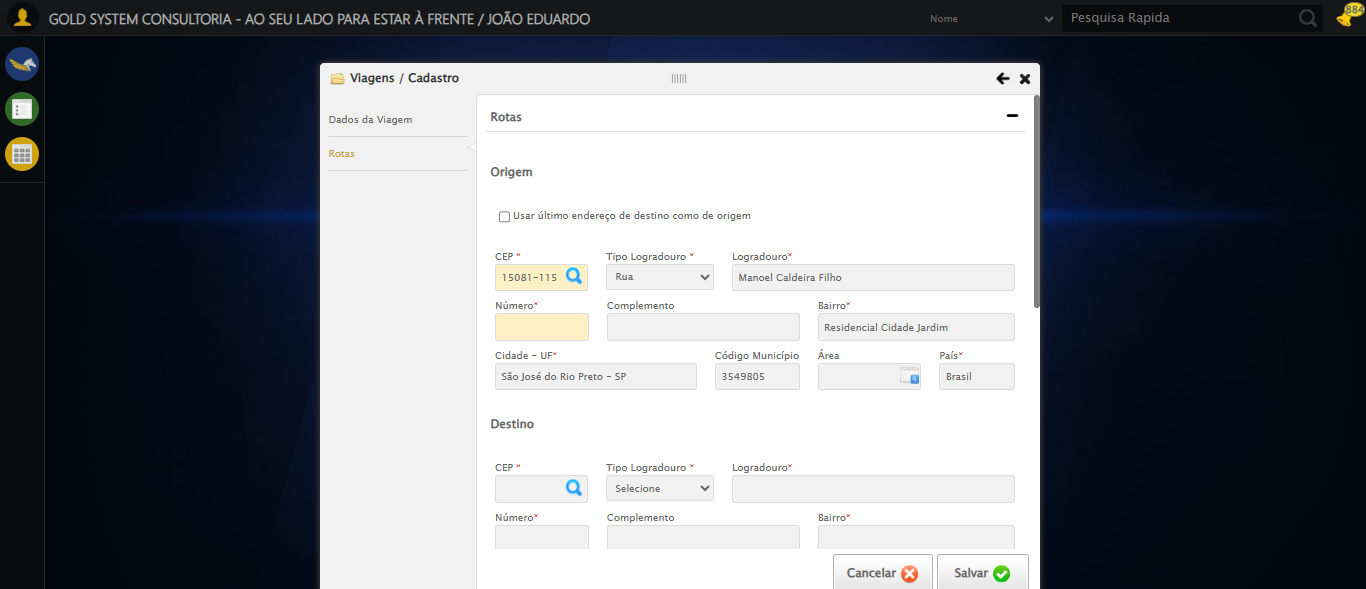 GOLD SYSTEM CONSULTORIA - AO SEU LADO PARA ESTAR À FRENTE / JOÃO EDUARDO
Nome
Pesquisa Rapida
884
Viagens / Cadastro
Dados da Viagem
Rotas
Rotas
Origem
Usar último endereço de destino como de origem
CEP * Tipo Logradouro * Logradouro*
15081-115 Rua Manoel Caldeira Filho
Número* Complemento Bairro*
Residencial Cidade Jardim
Cidade - UF* Código Município Área País*
São José do Rio Preto - SP 3549805 Brasil
Destino
CEP * Tipo Logradouro * Logradouro*
Selecione
Número* Complemento Bairro*
Cancelar Salvar